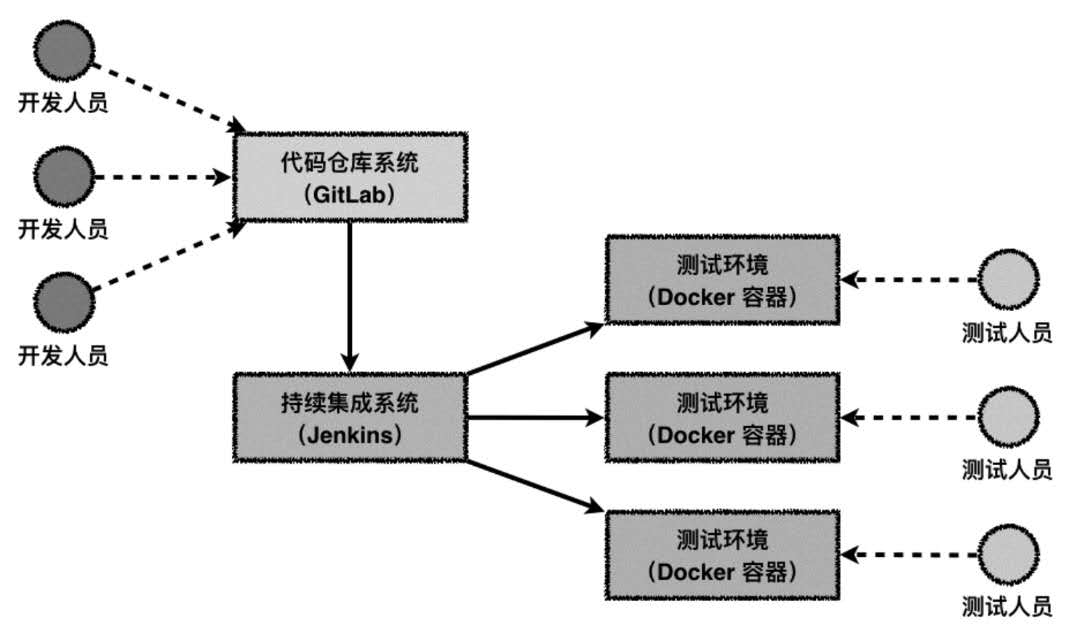 开发人员
开发人员
开发人员
代码仓库系统
（GitLab）
持续集成系统
（Jenkins）
测试环境
（Docker 容器）
测试环境
（Docker 容器）
测试环境
（Docker 容器）
测试人员
测试人员
测试人员